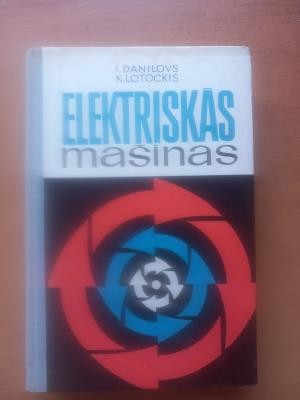 I. DANILOVS
K. LOTOCKIS
ELEKTRISKĀS
mašīnas